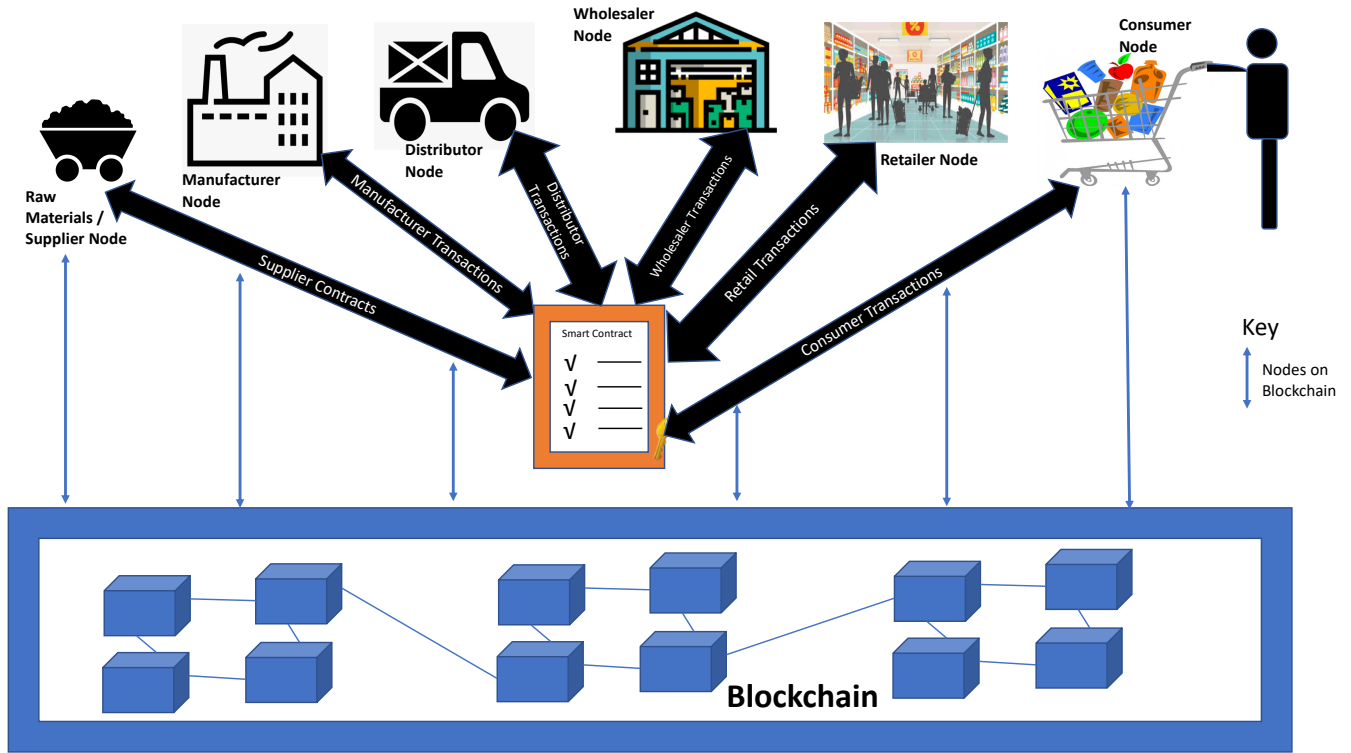 Wholesaler
Node
Consumer
Node
Distributor
Node
Retailer Node
Manufacturer
Node
Raw
Materials /
Supplier Node
Supplier Contracts
Manufacturer Transactions
Distributor
Transactions
Wholesaler Transactions
Retail Transactions
Consumer Transactions
Smart Contract
√
√
√
√
Key
Nodes on
Blockchain
Blockchain